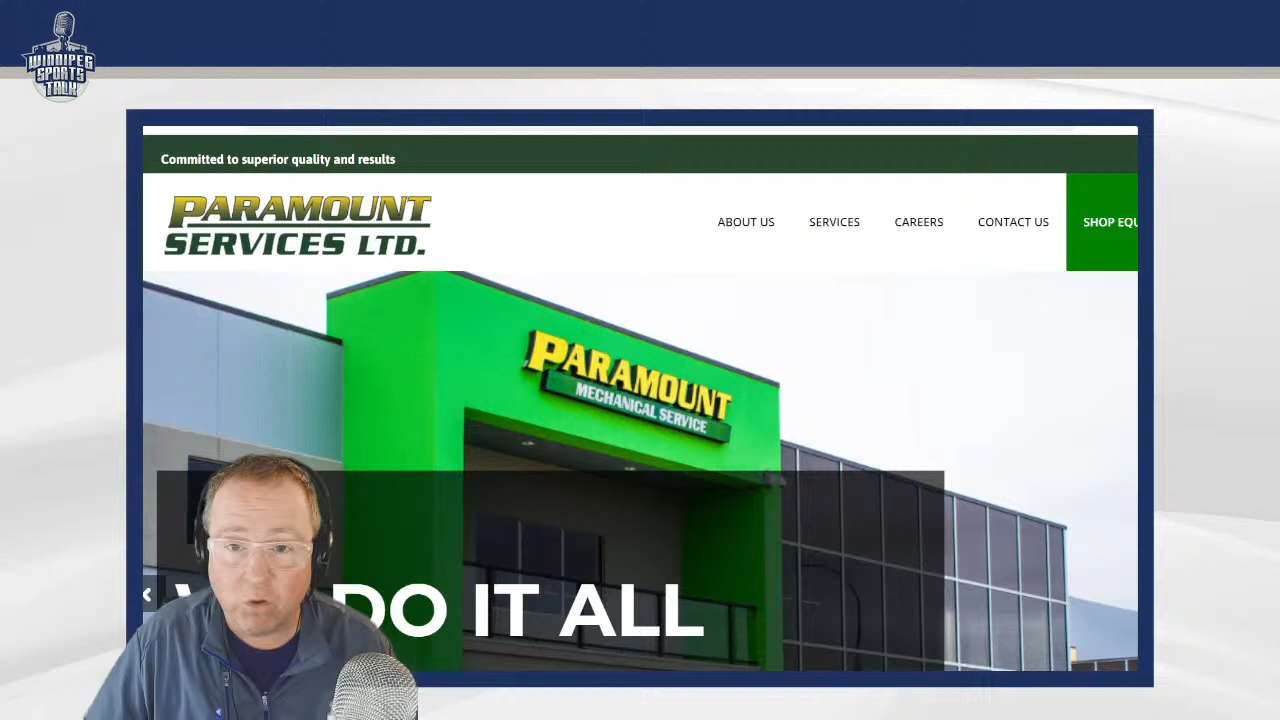 WINNIPEG
SPORTS
TALK
Committed to superior quality and results
PARAMOUNT
SERVICES LTD.
ABOUT US
SERVICES
CAREERS
CONTACT US
SHOP
PARAMOUNT
MECHANICAL SERVICE
DO IT ALL